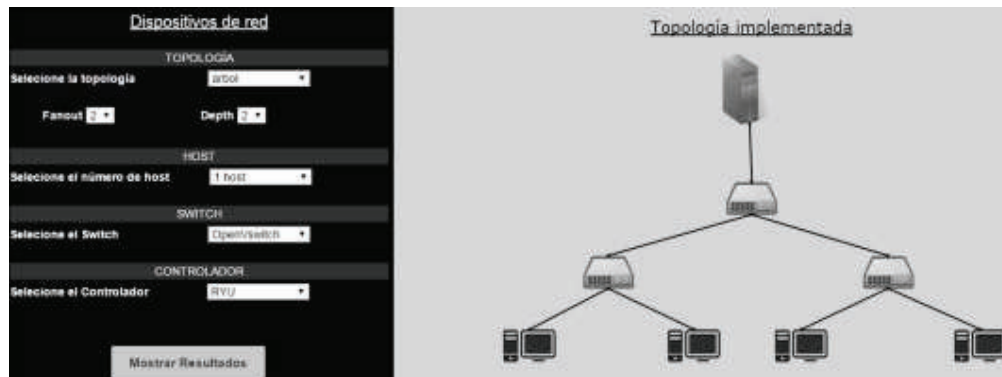 Dispositivos de red
TOPOLOGÍA
Selecione la topología
arbol
Fanout 2
Depth 2
HOST
Selecione el número de host
1 host
SWITCH
Selecione el Switch
OpenVswitch
CONTROLADOR
Selecione el Controlador
RYU
Mostrar Resultados
Topología implementada